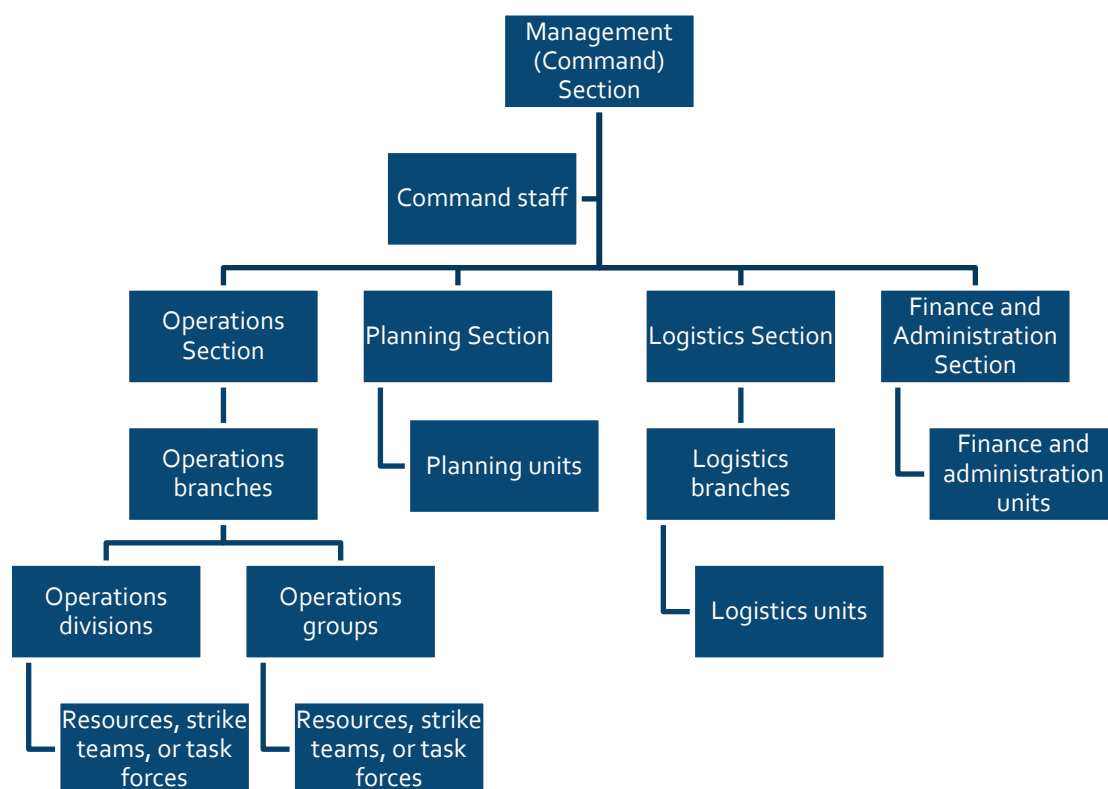 Management
(Command)
Section
Command staff
Operations
Section
Planning Section
Logistics Section
Finance and
Administration
Section
Operations
branches
Planning units
Logistics
branches
Finance and
administration
units
Operations
divisions
Operations
groups
Logistics units
Resources, strike
teams, or task
forces
Resources, strike
teams, or task
forces